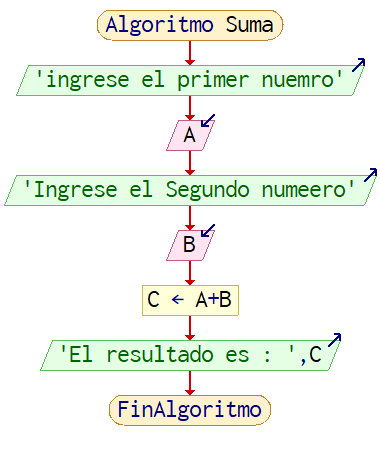 Algoritmo Suma
'ingrese el primer nuemro'
A
'Ingrese el Segundo numeero'
B
C ← A+B
'El resultado es : ',C
FinAlgoritmo